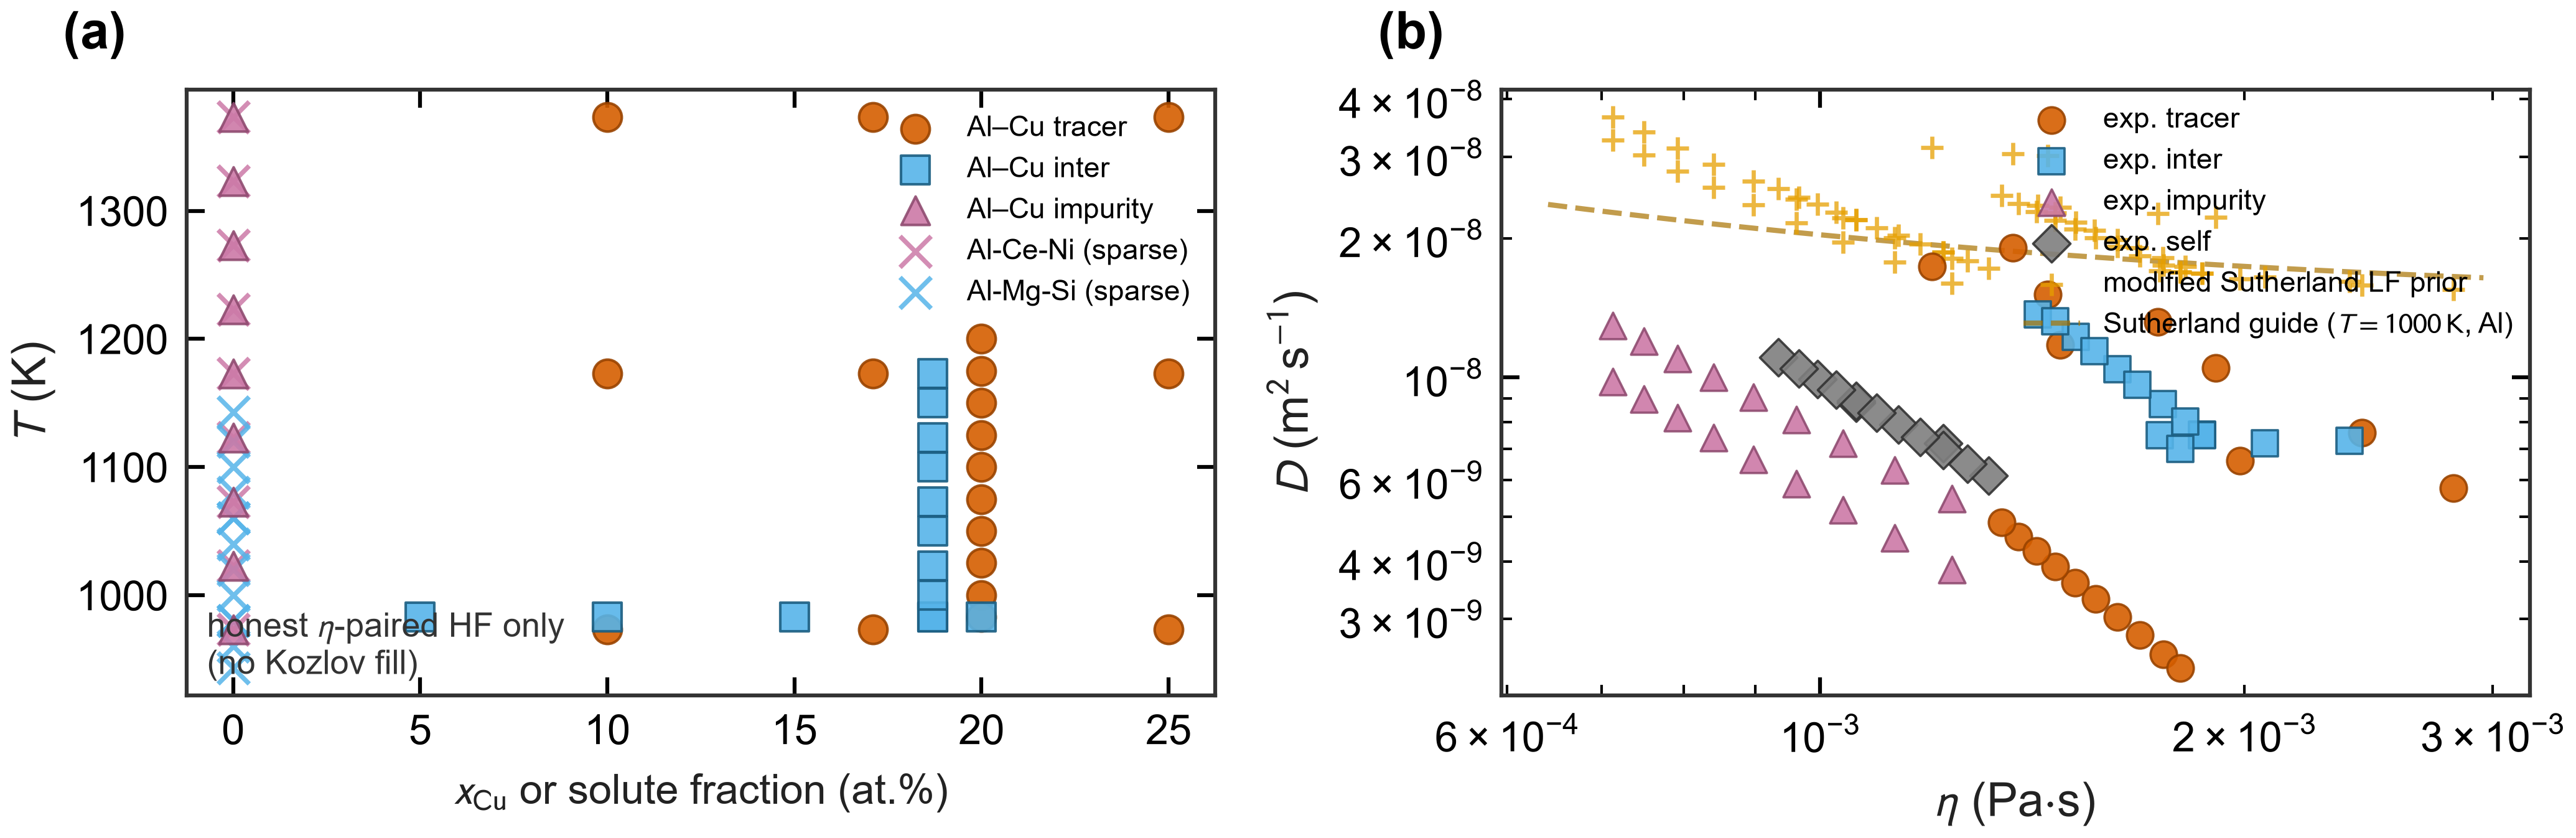 (a)
T (K)
1300
1200
1100
1000
Al–Cu tracer
Al–Cu inter
Al–Cu impurity
Al-Ce-Ni (sparse)
Al-Mg-Si (sparse)
honest η-paired HF only
(no Kozlov fill)
0 5 10 15 20 25
x_Cu or solute fraction (at.%)
(b)
D (m² s⁻¹)
4 × 10⁻⁸
3 × 10⁻⁸
2 × 10⁻⁸
10⁻⁸
6 × 10⁻⁹
4 × 10⁻⁹
3 × 10⁻⁹
exp. tracer
exp. inter
exp. impurity
exp. self
modified Sutherland LF prior
Sutherland guide (T = 1000 K, Al)
6 × 10⁻⁴ 10⁻³ 2 × 10⁻³ 3 × 10⁻³
η (Pa·s)